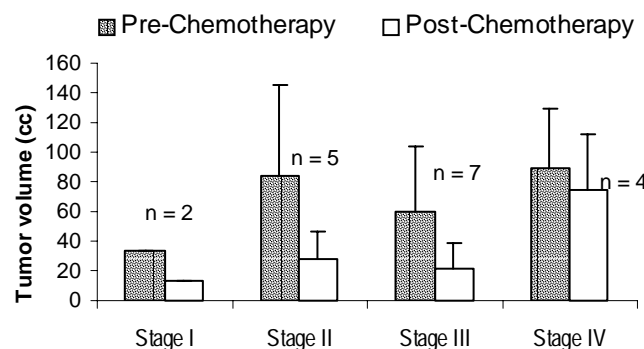 Pre-Chemotherapy Post-Chemotherapy
Tumor volume (cc)
160
140
120
100
80
60
40
20
0
n = 2
n = 5
n = 7
n = 4
Stage I Stage II Stage III Stage IV